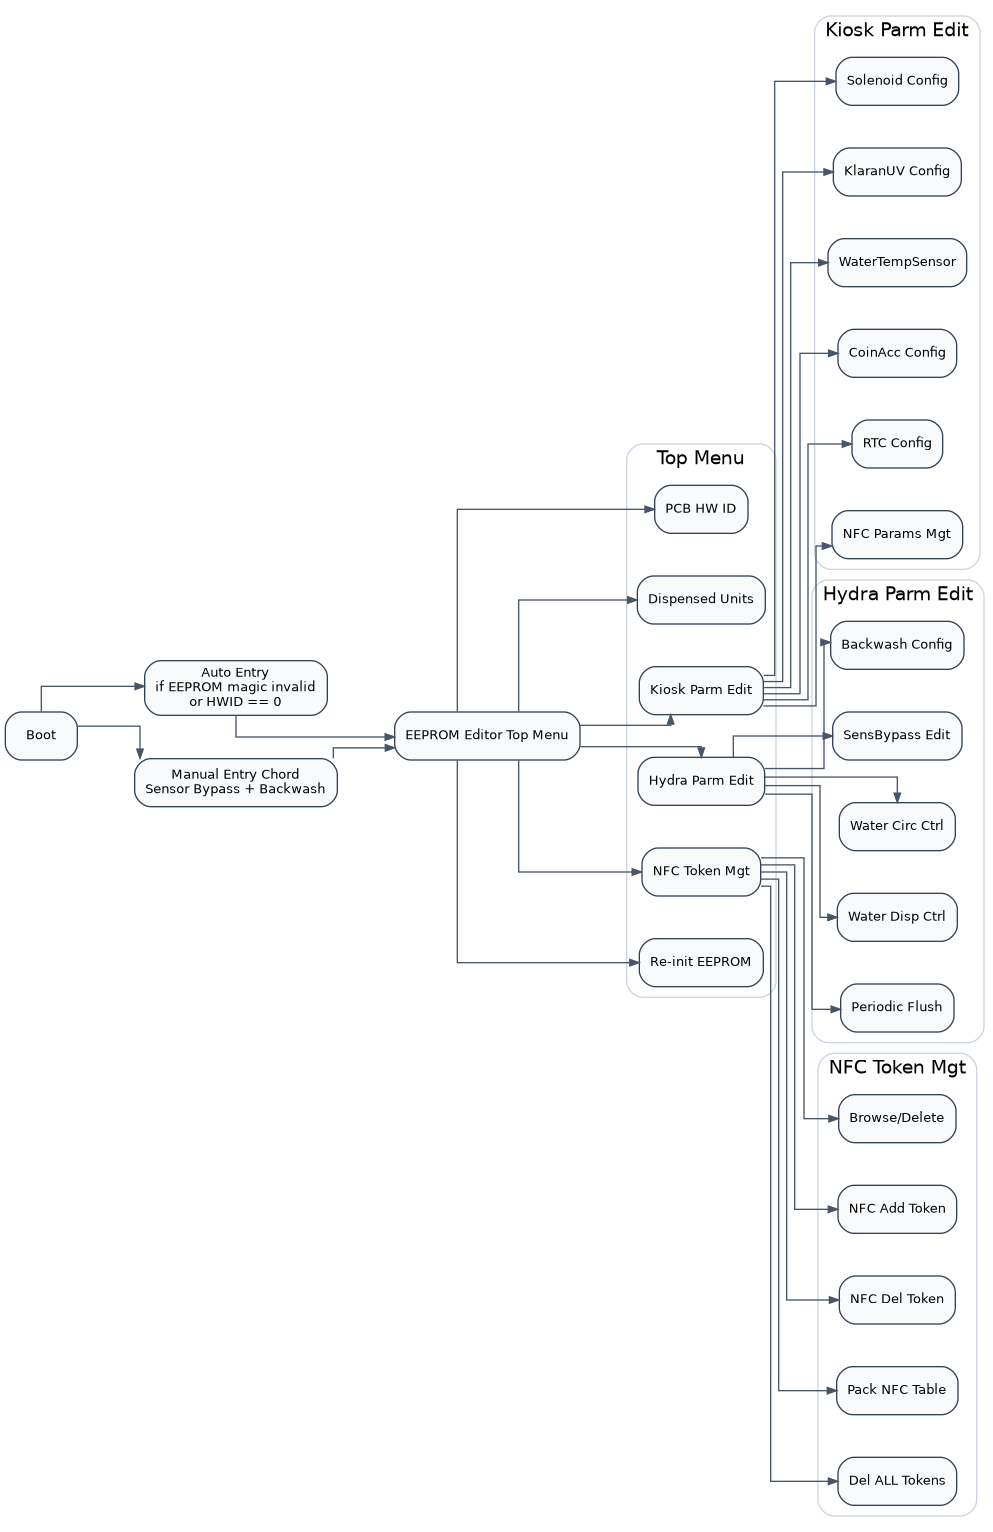 Boot
Auto Entry
if EEPROM magic invalid
or HWID == 0
Manual Entry Chord
Sensor Bypass + Backwash
EEPROM Editor Top Menu
Top Menu
PCB HW ID
Dispensed Units
Kiosk Parm Edit
Hydra Parm Edit
NFC Token Mgt
Re-init EEPROM
Kiosk Parm Edit
Solenoid Config
KlaranUV Config
WaterTempSensor
CoinAcc Config
RTC Config
NFC Params Mgt
Hydra Parm Edit
Backwash Config
SensBypass Edit
Water Circ Ctrl
Water Disp Ctrl
Periodic Flush
NFC Token Mgt
Browse/Delete
NFC Add Token
NFC Del Token
Pack NFC Table
Del ALL Tokens